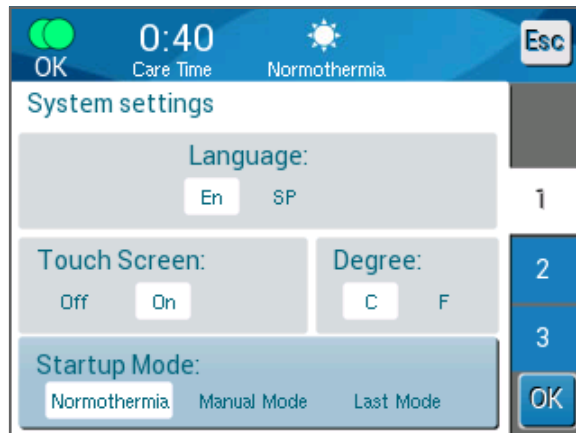 0:40
Esc
OK Care Time Normothermia
System settings
Language:
En SP
1
Touch Screen: Degree:
2
Off On C F
3
Startup Mode:
Normothermia Manual Mode Last Mode
OK